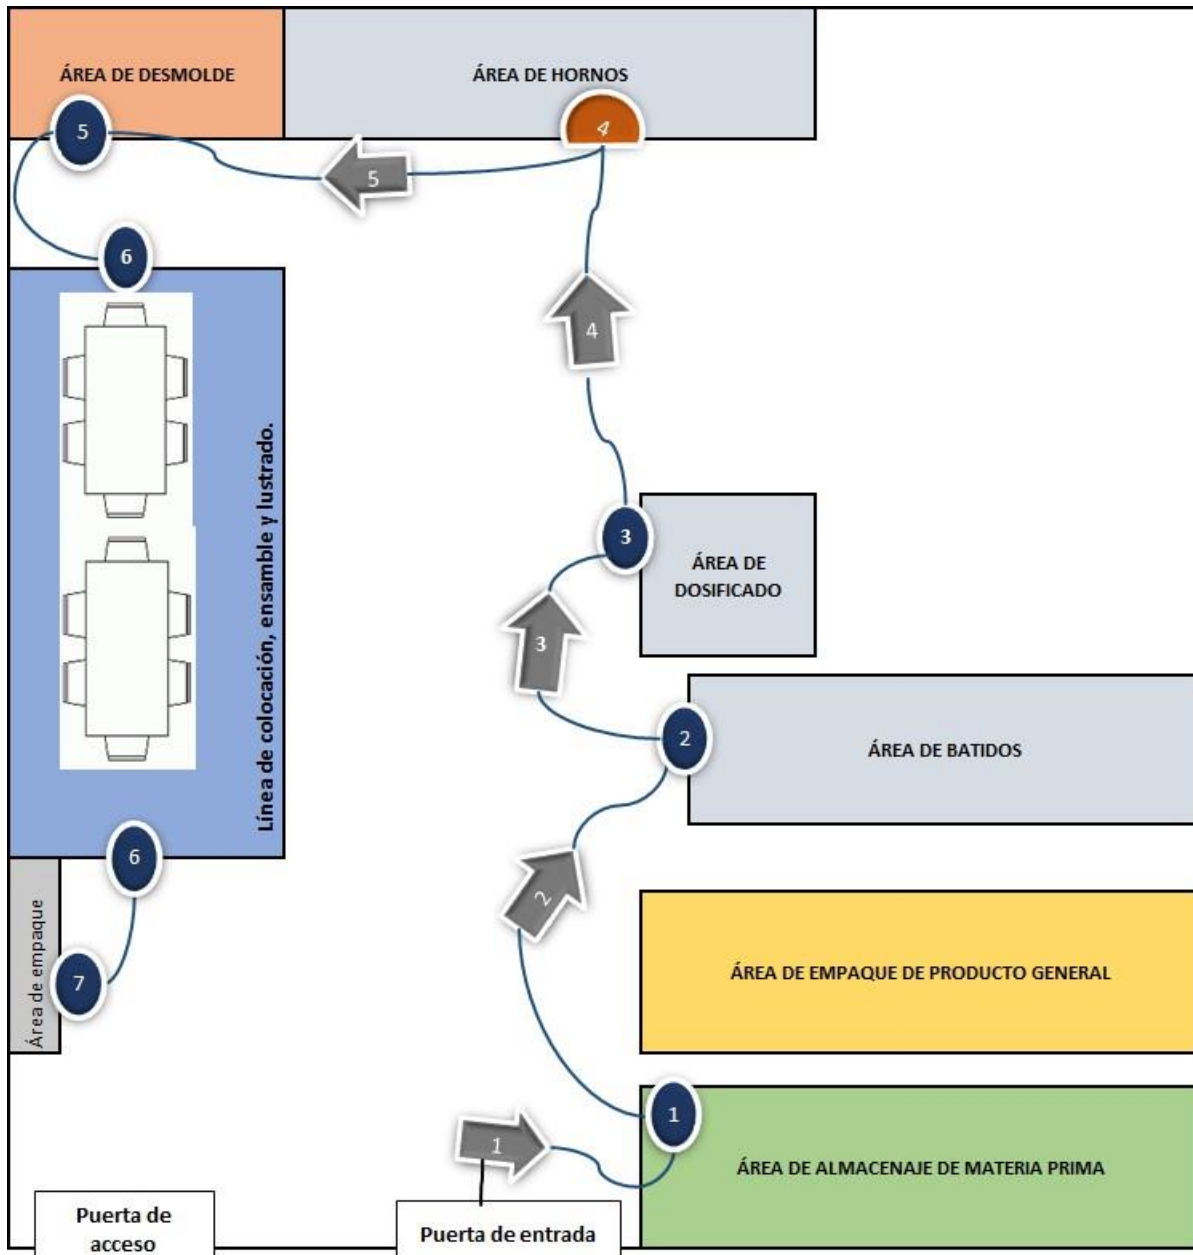 ÁREA DE DESMOLDE
ÁREA DE HORNOS
4
5
5
6
4
Línea de colocación, ensamble y lustrado.
3
ÁREA DE
DOSIFICADO
3
2
ÁREA DE BATIDOS
6
2
Área de empaque
7
ÁREA DE EMPAQUE DE PRODUCTO GENERAL
1
1
ÁREA DE ALMACENAJE DE MATERIA PRIMA
Puerta de
acceso
Puerta de entrada